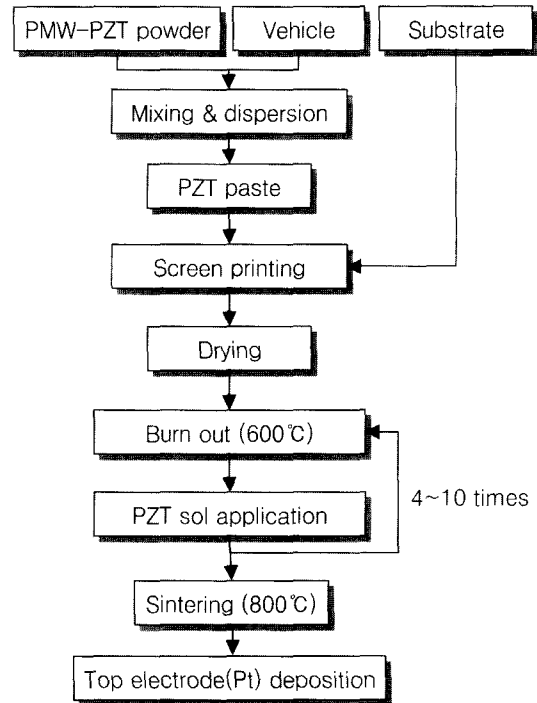 PMW-PZT powder
Vehicle
Substrate
Mixing & dispersion
PZT paste
Screen printing
Drying
Burn out (600℃)
PZT sol application
4~10 times
Sintering (800℃)
Top electrode(Pt) deposition